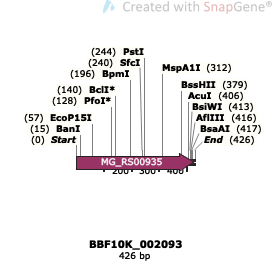 Created with SnapGene®
(244) PstI
(240) SfcI
(196) BpmI
MspA1I (312)
(140) BclI*
(128) PfoI*
BssHII (379)
AcuI (406)
BsiWI (413)
(57) EcoP15I
AflIII (416)
(15) BanI
BsaAI (417)
(0) Start
End (426)
MG_RS00935
100 200 300 400
BBF10K_002093
426 bp